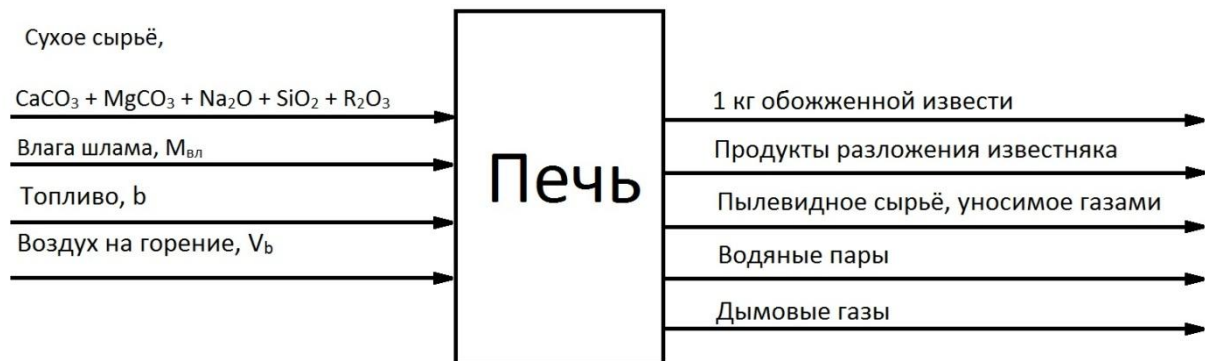 Сухое сырьё,
CaCO₃ + MgCO₃ + Na₂O + SiO₂ + R₂O₃
Влага шлама, Mвл
Топливо, b
Воздух на горение, Vb
Печь
1 кг обожженной извести
Продукты разложения известняка
Пылевидное сырьё, уносимое газами
Водяные пары
Дымовые газы